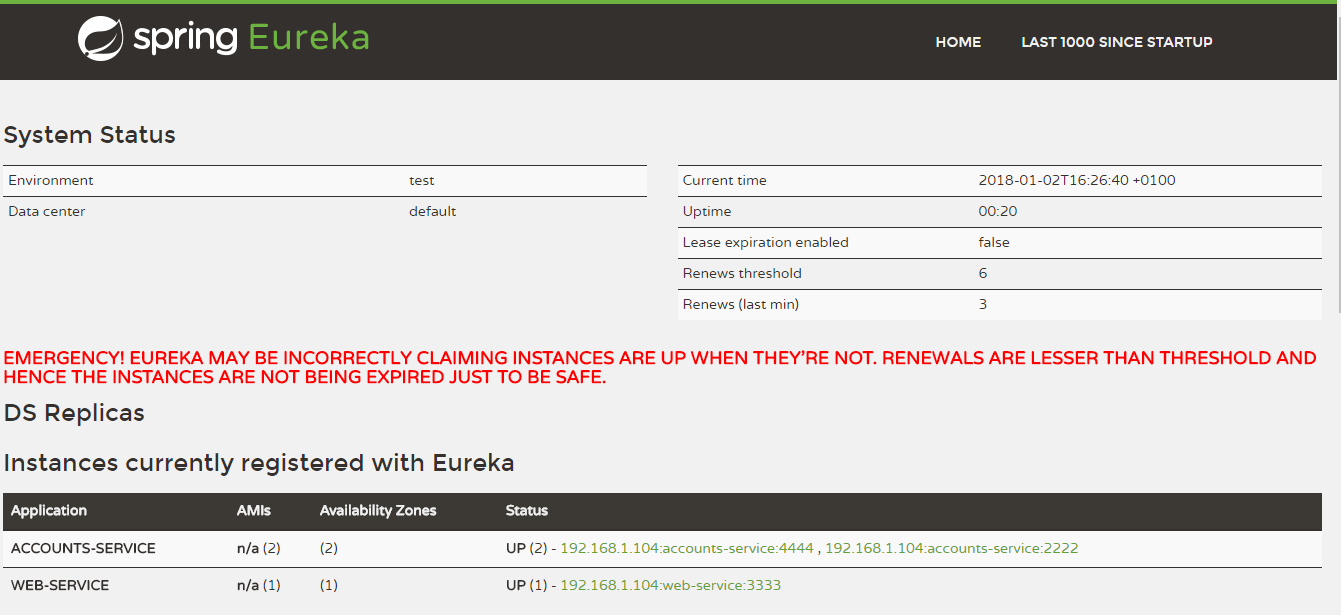 spring Eureka
HOME LAST 1000 SINCE STARTUP
System Status
Environment test
Data center default
Current time 2018-01-02T16:26:40 +0100
Uptime 00:20
Lease expiration enabled false
Renews threshold 6
Renews (last min) 3
EMERGENCY! EUREKA MAY BE INCORRECTLY CLAIMING INSTANCES ARE UP WHEN THEY'RE NOT. RENEWALS ARE LESSER THAN THRESHOLD AND
HENCE THE INSTANCES ARE NOT BEING EXPIRED JUST TO BE SAFE.
DS Replicas
Instances currently registered with Eureka
Application AMIs Availability Zones Status
ACCOUNTS-SERVICE n/a (2) (2) UP (2) - 192.168.1.104:accounts-service:4444 , 192.168.1.104:accounts-service:2222
WEB-SERVICE n/a (1) (1) UP (1) - 192.168.1.104:web-service:3333